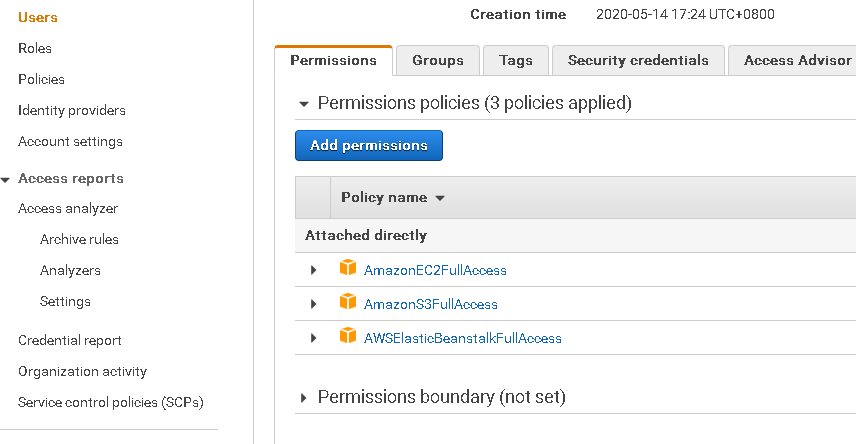 Users
Roles
Policies
Identity providers
Account settings
Access reports
Access analyzer
Archive rules
Analyzers
Settings
Credential report
Organization activity
Service control policies (SCPs)
Creation time 2020-05-14 17:24 UTC+0800
Permissions Groups Tags Security credentials Access Advisor
Permissions policies (3 policies applied)
Add permissions
Policy name
Attached directly
AmazonEC2FullAccess
AmazonS3FullAccess
AWSElasticBeanstalkFullAccess
Permissions boundary (not set)